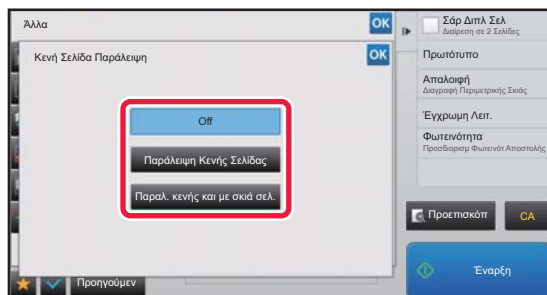 Άλλα
OK
Κενή Σελίδα Παράλειψη
OK
Off
Παράλειψη Κενής Σελίδας
Παραλ. κενής και με σκιά σελ.
Προηγούμεν
Σάρ Διπλ Σελ
Διαίρεση σε 2 Σελίδες
Πρωτότυπο
Απαλοιφή
Διαγραφή Περιμετρικής Σκιάς
Έγχρωμη Λειτ.
Φωτεινότητα
Προσδιορισμ Φωτεινότ Αποστολής
Προεπισκόπ
CA
Έναρξη